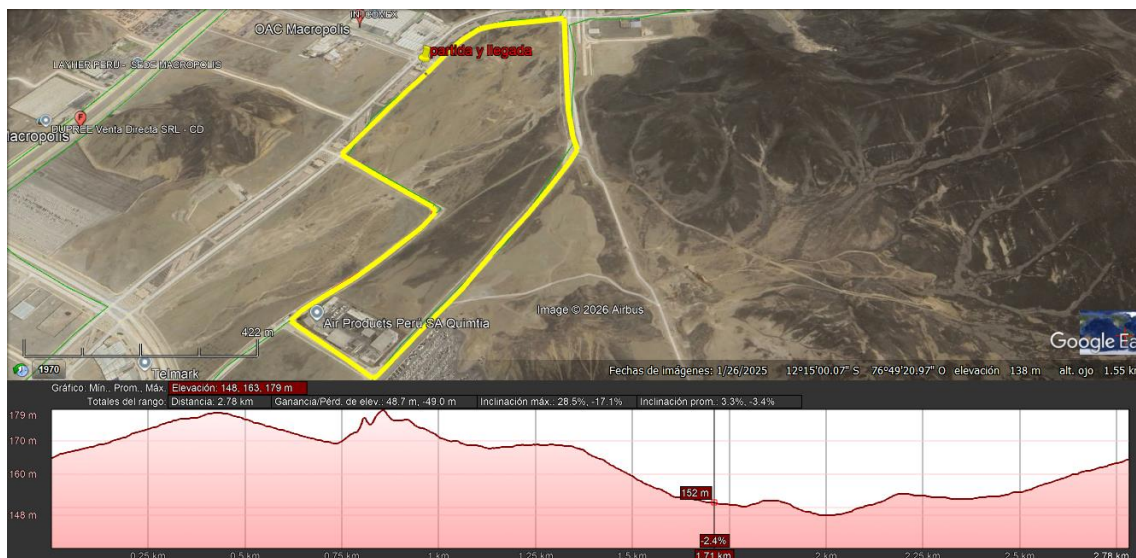 OAC Macropolis
partida y llegada
LAYHER PERU - SEDE MACROPOLIS
F
DUPREE Venta Directa SRL - CD
Macropolis
Air Products Perú SA Quimtia
422 m
Telmark
Image © 2026 Airbus
Google Ea
1970
Fechas de imágenes: 1/26/2025 12°15'00.07" S 76°49'20.97" O elevación 138 m alt. ojo 1.55 km
Gráfico: Mín., Prom., Máx. Elevación: 148, 163, 179 m
Totales del rango: Distancia: 2.78 km Ganancia/Pérd. de elev.: 48.7 m, -49.0 m Inclinación máx.: 28.5%, -17.1% Inclinación prom.: 3.3%, -3.4%
179 m
170 m
160 m
152 m
148 m
-2.4%
0.25 km 0.5 km 0.75 km 1 km 1.25 km 1.5 km 1.71 km 2 km 2.25 km 2.5 km 2.78 km